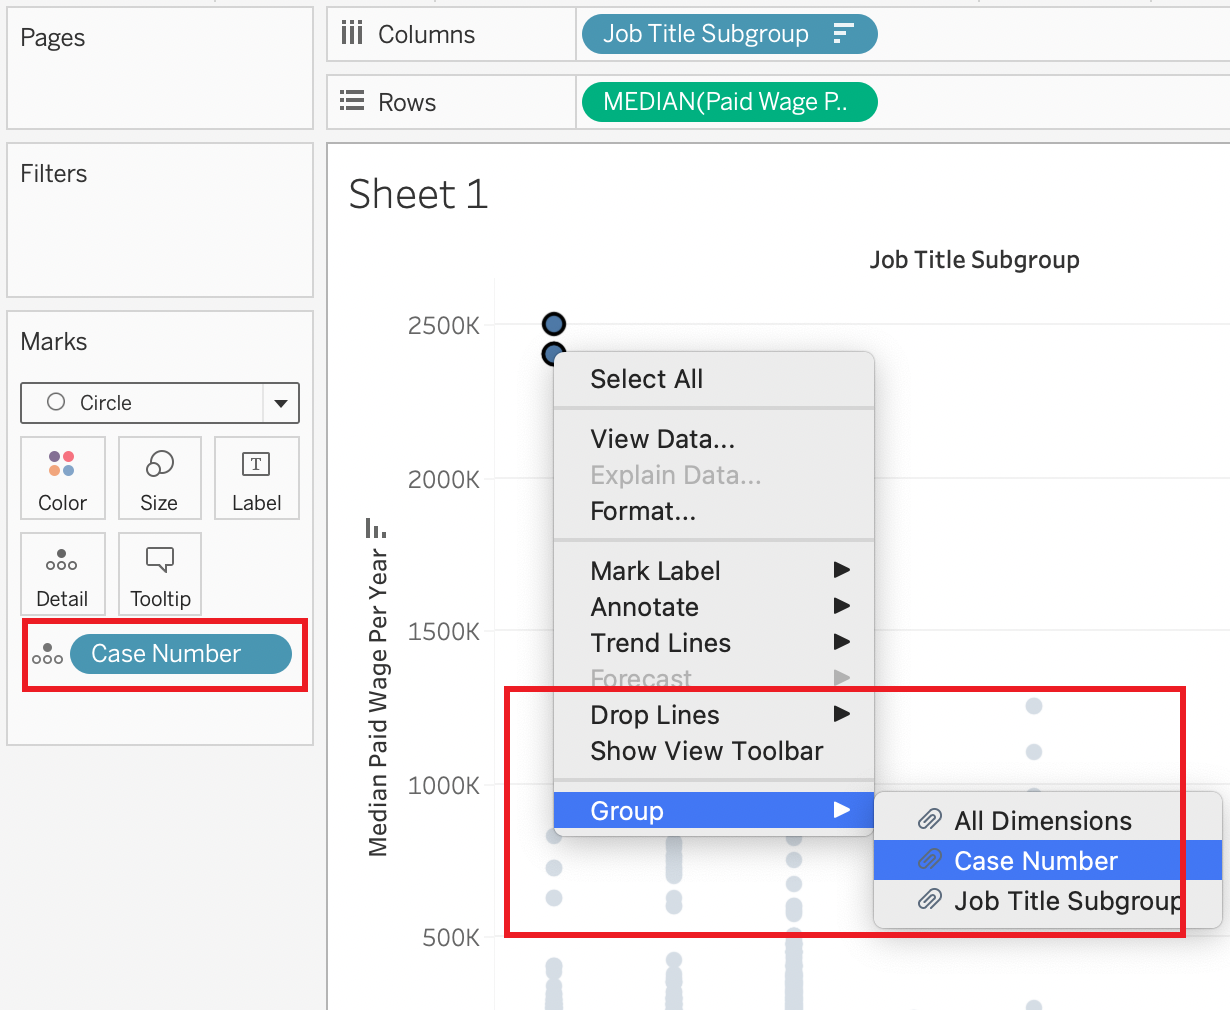 Pages
Columns
Job Title Subgroup
Rows
MEDIAN(Paid Wage P..
Filters
Sheet 1
Job Title Subgroup
Marks
Circle
Color
Size
T
Label
Detail
Tooltip
Case Number
Median Paid Wage Per Year
2500K
2000K
1500K
1000K
500K
Select All
View Data...
Explain Data...
Format...
Mark Label
Annotate
Trend Lines
Forecast
Drop Lines
Show View Toolbar
Group
All Dimensions
Case Number
Job Title Subgroup